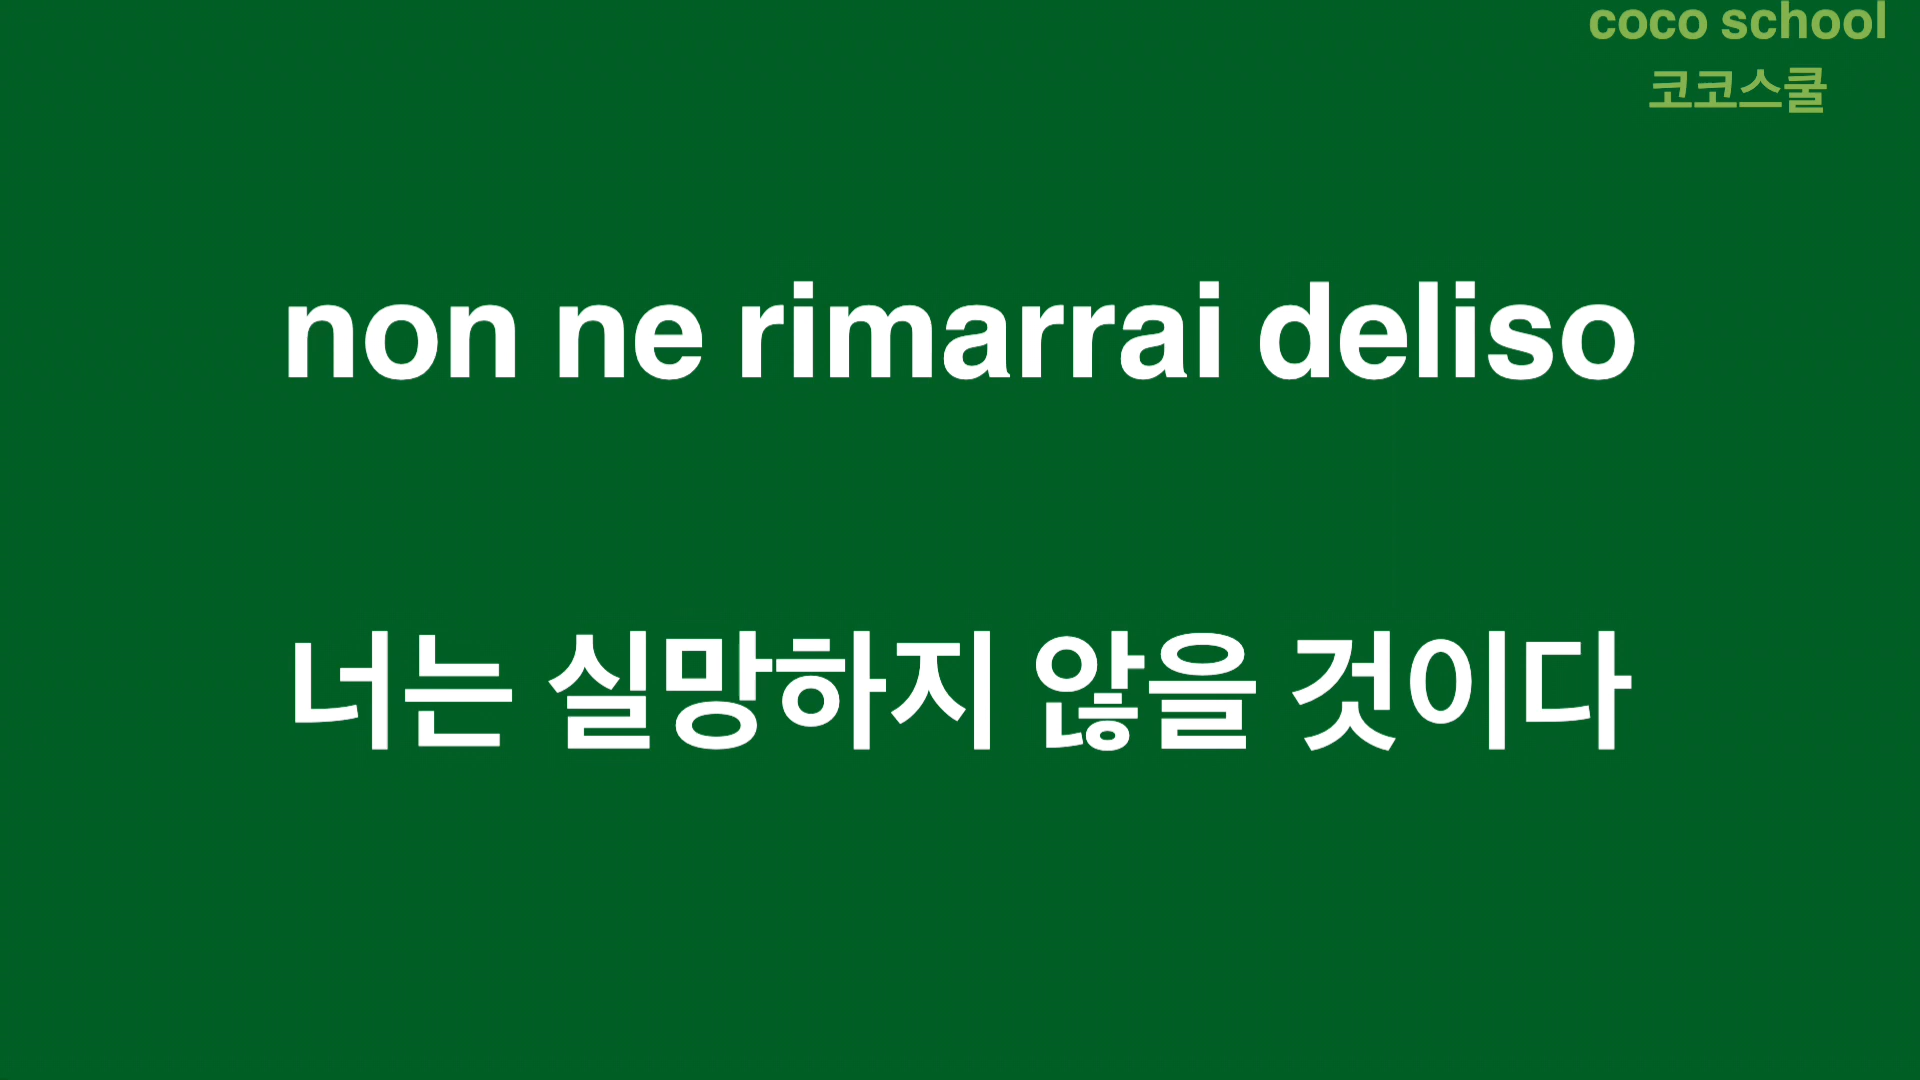 coco school
코코스쿨
non ne rimarrai deliso
너는 실망하지 않을 것이다